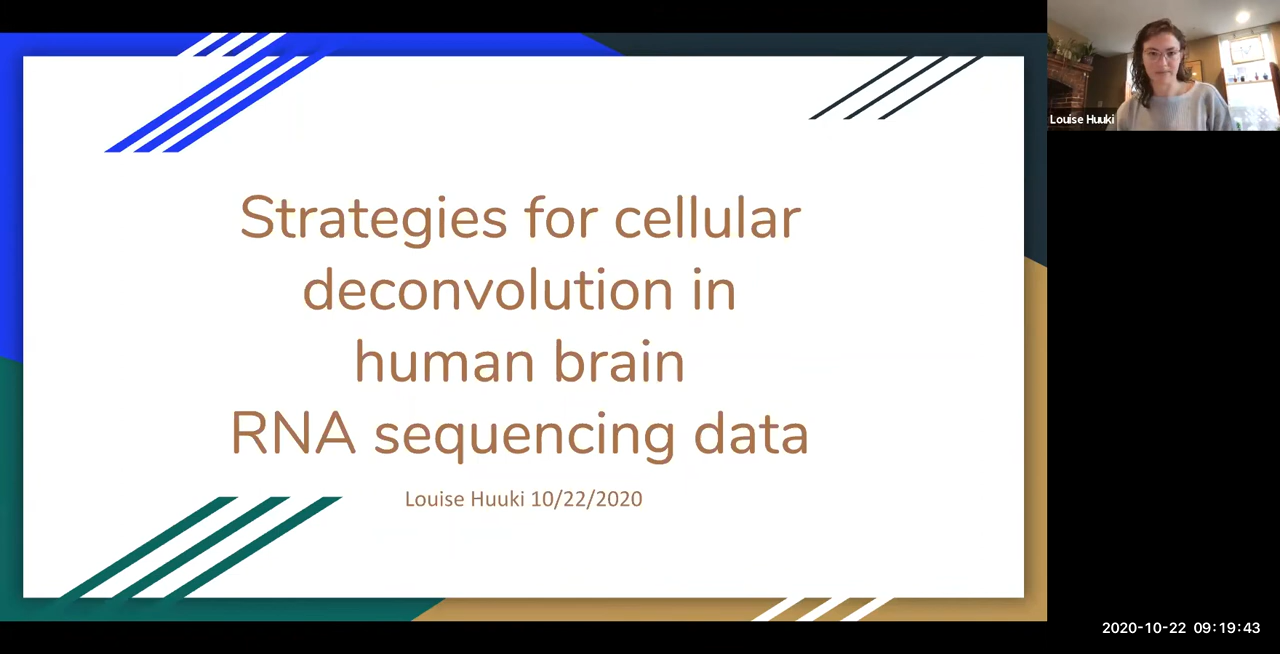 Strategies for cellular
deconvolution in
human brain
RNA sequencing data
Louise Huuki 10/22/2020
Louise Huuki
2020-10-22 09:19:43